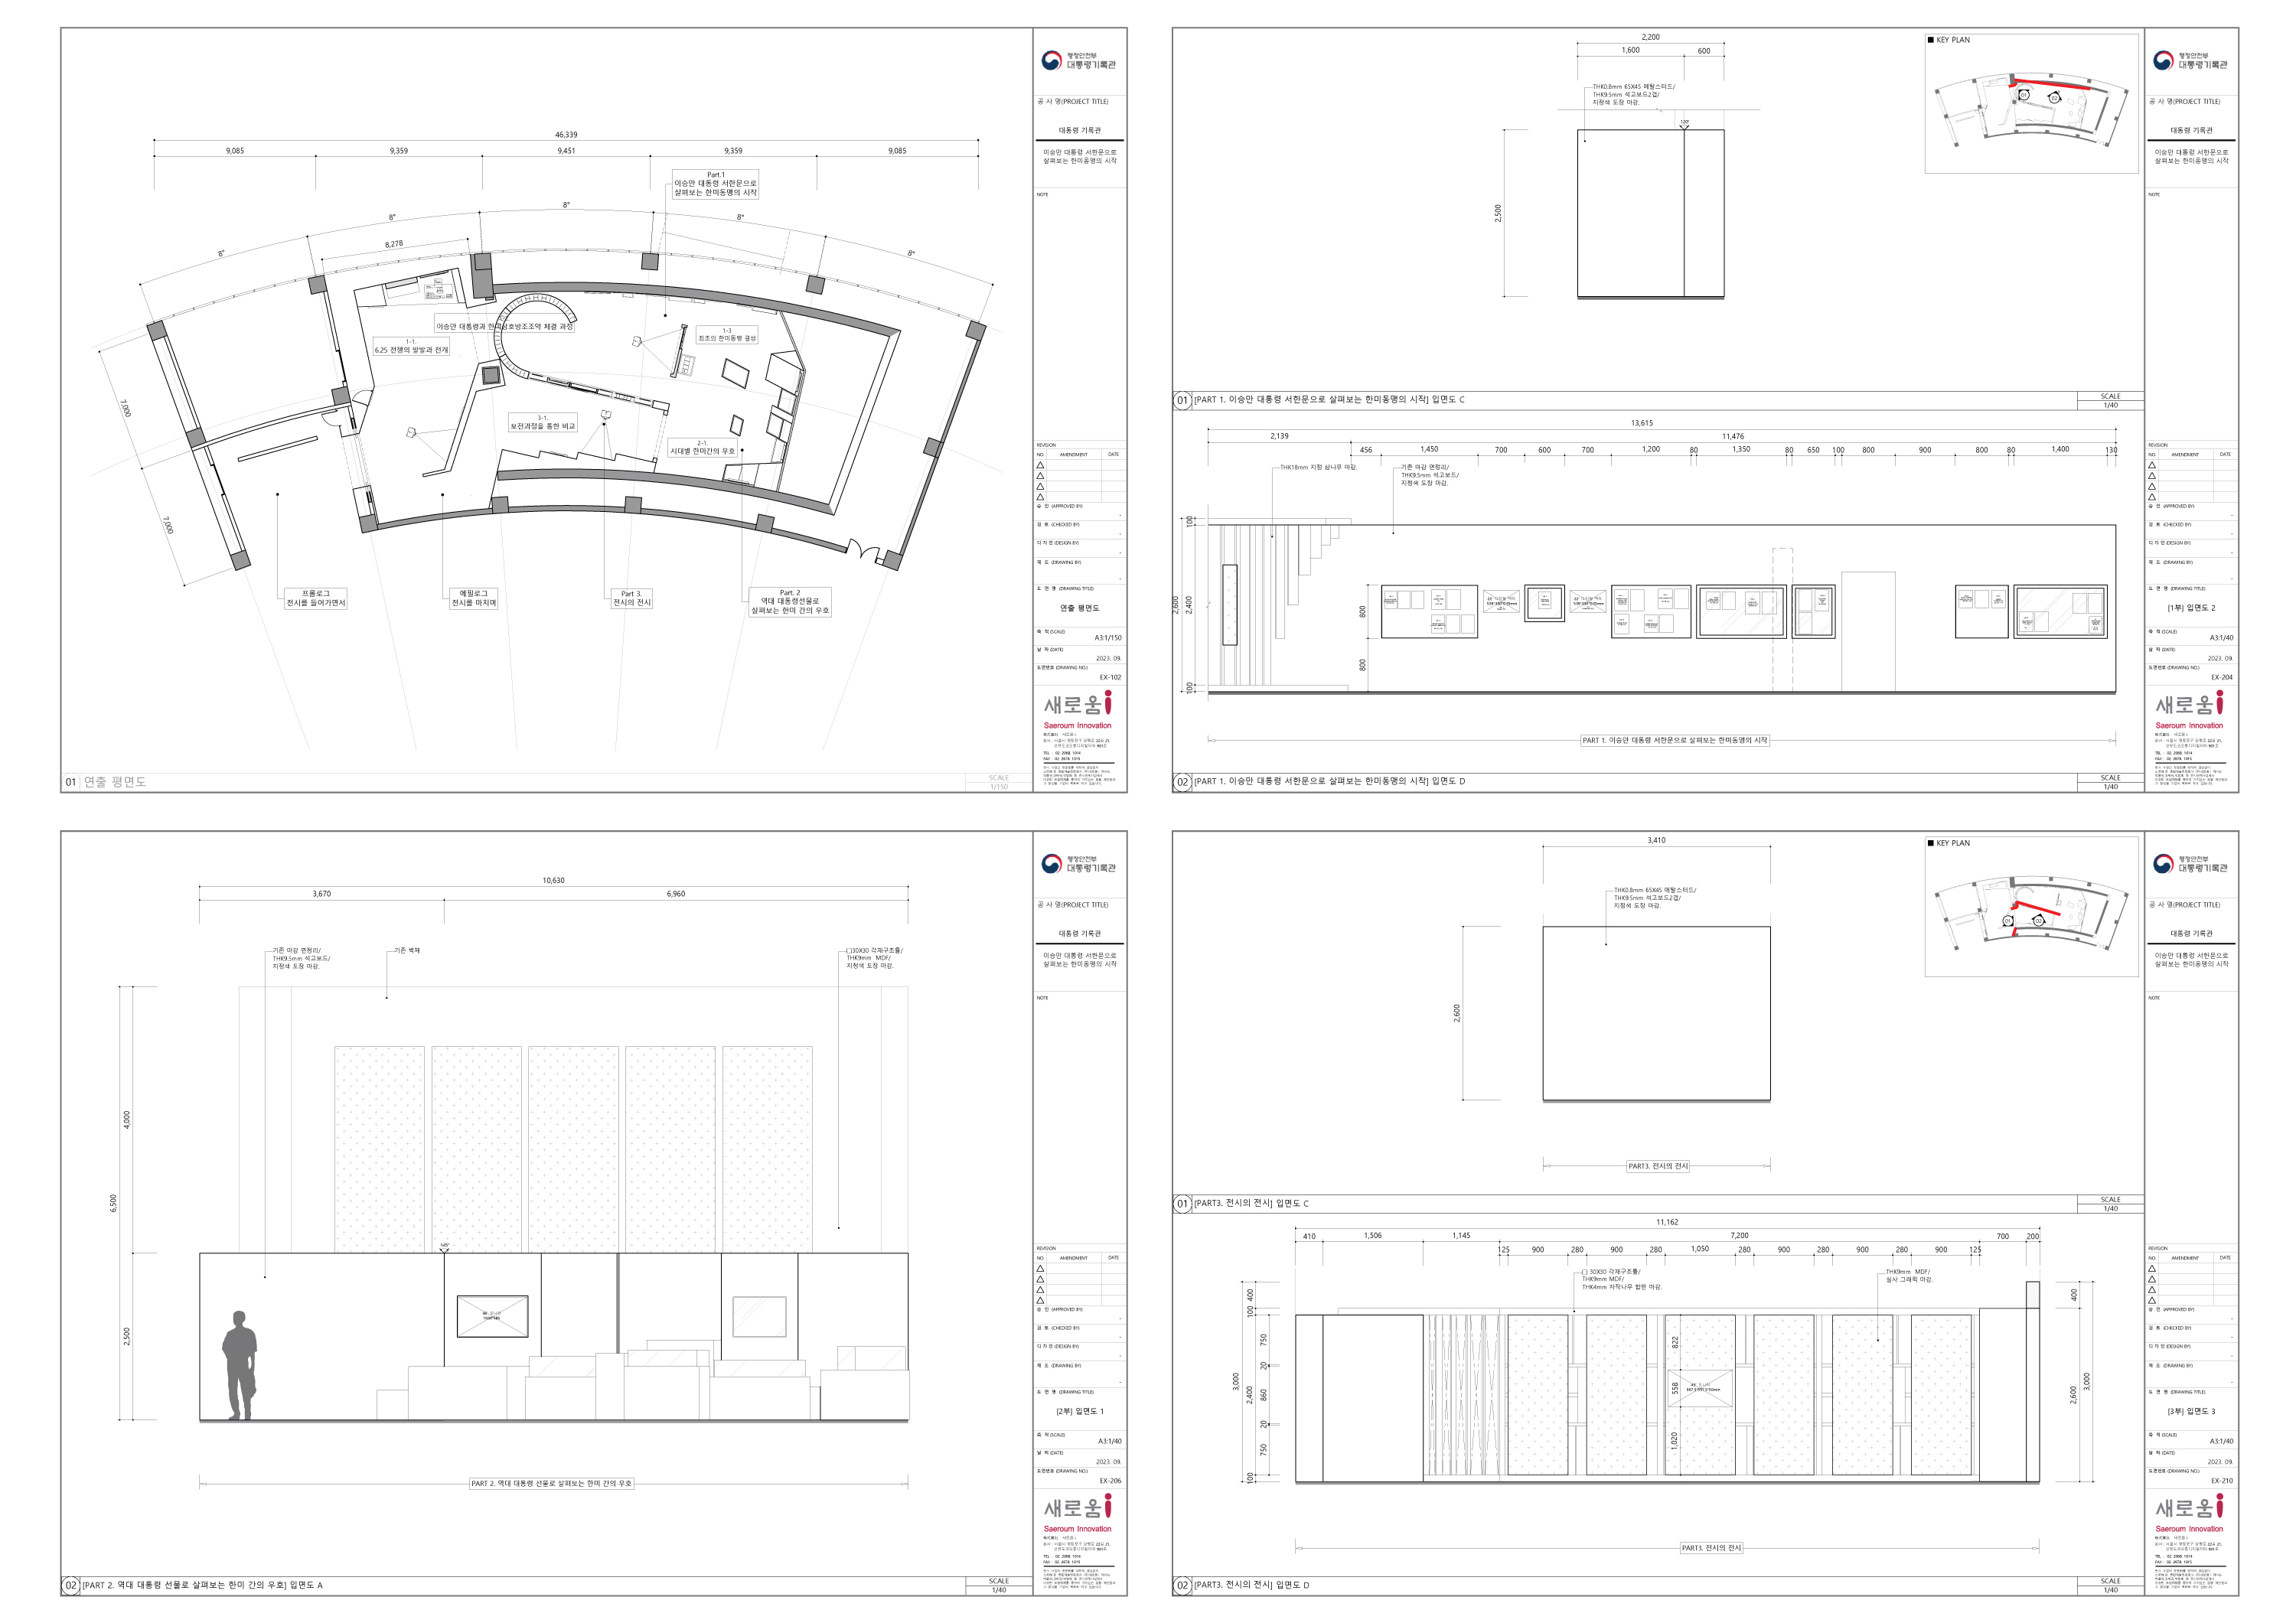 46,339
9,085
9,359
9,451
9,359
9,085
Part.1
이승만 대통령 서한문으로
살펴보는 한미동맹의 시작
8°
8°
8°
8°
8°
8,278
7,000
7,000
이승만 대통령과 한미상호방조조약 체결 과정
1-1.
6.25 전쟁의 발발과 전개
1-3
최초의 한미동맹 결성
3-1.
보전과정을 통한 비교
2-1.
시대별 한미간의 우호
프롤로그
전시를 들어가면서
에필로그
전시를 마치며
Part 3.
전시의 전시
Part. 2
역대 대통령선물로
살펴보는 한미 간의 우호
01 연출 평면도
SCALE
1/150
행정안전부
대통령기록관
공 사 명(PROJECT TITLE)
대통령 기록관
이승만 대통령 서한문으로
살펴보는 한미동맹의 시작
NOTE
REVISION
NO. AMENDMENT DATE
승 인 (APPROVED BY)
-
검 토 (CHECKED BY)
-
디 자 인 (DESIGN BY)
-
제 도 (DRAWING BY)
-
도 면 명 (DRAWING TITLE)
연출 평면도
축 척 (SCALE)
A3:1/150
날 짜 (DATE)
2023. 09.
도면번호 (DRAWING NO.)
EX-102
새로움i
Saeroum Innovation
TEL : 02. 2088. 1014
FAX : 02. 2678. 1015
2,200
1,600
600
THK0.8mm 65X45 메탈스터드/
THK9.5mm 석고보드2겹/
지정색 도장 마감.
120°
2,500
■ KEY PLAN
01
02
01 [PART 1. 이승만 대통령 서한문으로 살펴보는 한미동맹의 시작] 입면도 C
SCALE
1/40
13,615
2,139
11,476
456
1,450
700
600
700
1,200
80
1,350
80
650
100
800
900
800
80
1,400
130
THK18mm 지정 삼나무 마감.
기존 마감 면정리/
THK9.5mm 석고보드/
지정색 도장 마감.
100
2,600
2,400
100
800
800
PART 1. 이승만 대통령 서한문으로 살펴보는 한미동맹의 시작
02 [PART 1. 이승만 대통령 서한문으로 살펴보는 한미동맹의 시작] 입면도 D
SCALE
1/40
행정안전부
대통령기록관
공 사 명(PROJECT TITLE)
대통령 기록관
이승만 대통령 서한문으로
살펴보는 한미동맹의 시작
NOTE
REVISION
NO. AMENDMENT DATE
승 인 (APPROVED BY)
-
검 토 (CHECKED BY)
-
디 자 인 (DESIGN BY)
-
제 도 (DRAWING BY)
-
도 면 명 (DRAWING TITLE)
[1부] 입면도 2
축 척 (SCALE)
A3:1/40
날 짜 (DATE)
2023. 09.
도면번호 (DRAWING NO.)
EX-204
새로움i
Saeroum Innovation
TEL : 02. 2088. 1014
FAX : 02. 2678. 1015
10,630
3,670
6,960
기존 마감 면정리/
THK9.5mm 석고보드/
지정색 도장 마감.
기존 벽체
□30X30 각재구조틀/
THK9mm MDF/
지정색 도장 마감.
4,000
6,500
2,500
145°
PART 2. 역대 대통령 선물로 살펴보는 한미 간의 우호
02 [PART 2. 역대 대통령 선물로 살펴보는 한미 간의 우호] 입면도 A
SCALE
1/40
행정안전부
대통령기록관
공 사 명(PROJECT TITLE)
대통령 기록관
이승만 대통령 서한문으로
살펴보는 한미동맹의 시작
NOTE
REVISION
NO. AMENDMENT DATE
승 인 (APPROVED BY)
-
검 토 (CHECKED BY)
-
디 자 인 (DESIGN BY)
-
제 도 (DRAWING BY)
-
도 면 명 (DRAWING TITLE)
[2부] 입면도 1
축 척 (SCALE)
A3:1/40
날 짜 (DATE)
2023. 09.
도면번호 (DRAWING NO.)
EX-206
새로움i
Saeroum Innovation
TEL : 02. 2088. 1014
FAX : 02. 2678. 1015
3,410
THK0.8mm 65X45 메탈스터드/
THK9.5mm 석고보드2겹/
지정색 도장 마감.
2,600
■ KEY PLAN
01
02
PART3. 전시의 전시
01 [PART3. 전시의 전시] 입면도 C
SCALE
1/40
11,162
410
1,506
1,145
7,200
700
200
125
900
280
900
280
1,050
280
900
280
900
280
900
125
□ 30X30 각재구조틀/
THK9mm MDF/
THK4mm 자작나무 합판 마감.
THK9mm MDF/
실사 그래픽 마감.
400
100
3,000
2,400
750
20
860
20
750
100
822
558
1,020
400
2,600
3,000
PART3. 전시의 전시
02 [PART3. 전시의 전시] 입면도 D
SCALE
1/40
행정안전부
대통령기록관
공 사 명(PROJECT TITLE)
대통령 기록관
이승만 대통령 서한문으로
살펴보는 한미동맹의 시작
NOTE
REVISION
NO. AMENDMENT DATE
승 인 (APPROVED BY)
-
검 토 (CHECKED BY)
-
디 자 인 (DESIGN BY)
-
제 도 (DRAWING BY)
-
도 면 명 (DRAWING TITLE)
[3부] 입면도 3
축 척 (SCALE)
A3:1/40
날 짜 (DATE)
2023. 09.
도면번호 (DRAWING NO.)
EX-210
새로움i
Saeroum Innovation
TEL : 02. 2088. 1014
FAX : 02. 2678. 1015